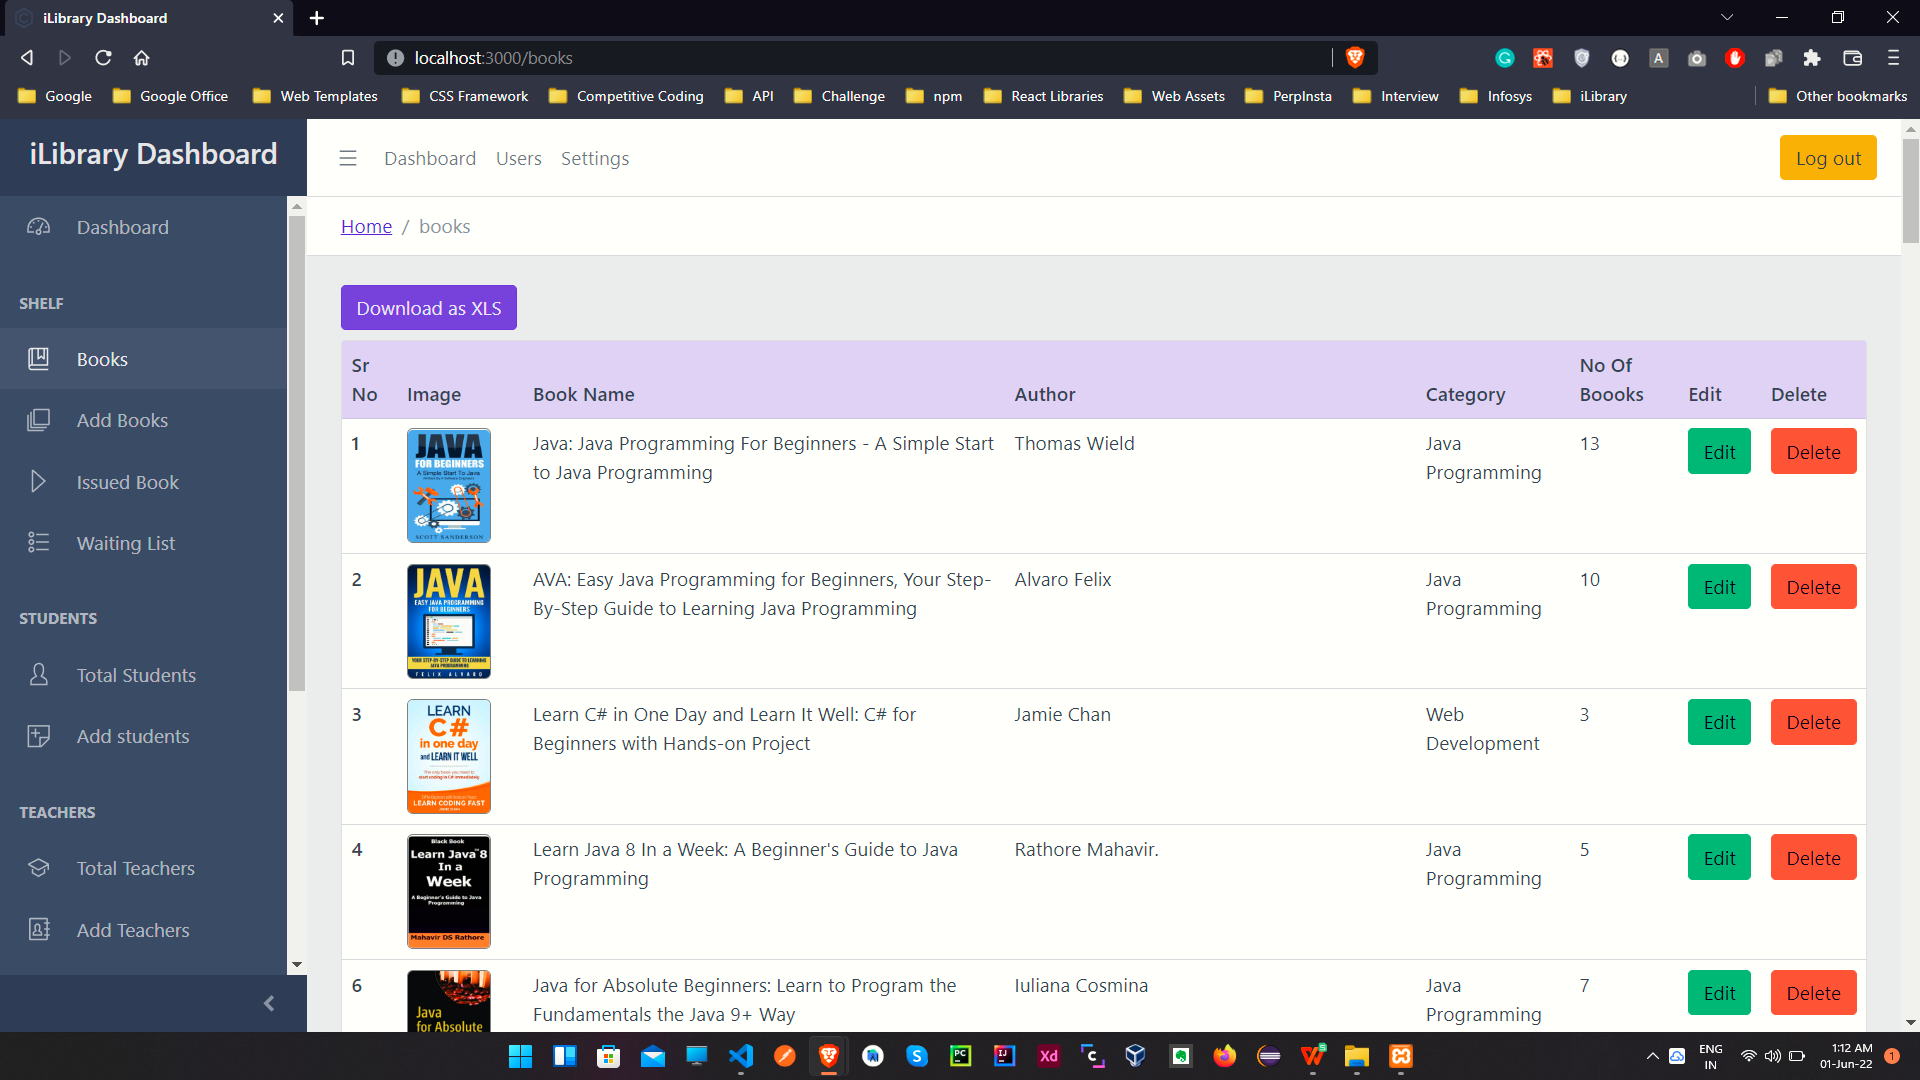 iLibrary Dashboard
localhost:3000/books
Google
Google Office
Web Templates
CSS Framework
Competitive Coding
API
Challenge
npm
React Libraries
Web Assets
PerpInsta
Interview
Infosys
iLibrary
Other bookmarks
iLibrary Dashboard
Dashboard
Users
Settings
Log out
Home / books
Dashboard
SHELF
Books
Add Books
Issued Book
Waiting List
STUDENTS
Total Students
Add students
TEACHERS
Total Teachers
Add Teachers
Download as XLS
Sr No Image Book Name Author Category No Of Boooks Edit Delete
1
JAVA
FOR BEGINNERS
A Simple Start To Java
SCOTT SANDERSON
Java: Java Programming For Beginners - A Simple Start
to Java Programming
Thomas Wield
Java
Programming
13
Edit
Delete
2
JAVA
EASY JAVA PROGRAMMING
FOR BEGINNERS
YOUR STEP-BY-STEP GUIDE TO LEARNING
JAVA PROGRAMMING
FELIX ALVARO
AVA: Easy Java Programming for Beginners, Your Step-
By-Step Guide to Learning Java Programming
Alvaro Felix
Java
Programming
10
Edit
Delete
3
LEARN
C#
in one day
and LEARN IT WELL
LEARN CODING FAST
Learn C# in One Day and Learn It Well: C# for
Beginners with Hands-on Project
Jamie Chan
Web
Development
3
Edit
Delete
4
Black Book
Learn Java™8
In a
Week
A Beginner's Guide to Java
Programming
Mahavir DS Rathore
Learn Java 8 In a Week: A Beginner's Guide to Java
Programming
Rathore Mahavir.
Java
Programming
5
Edit
Delete
6
Java
for Absolute
Java for Absolute Beginners: Learn to Program the
Fundamentals the Java 9+ Way
Iuliana Cosmina
Java
Programming
7
Edit
Delete
ENG
IN
1:12 AM
01-Jun-22
1